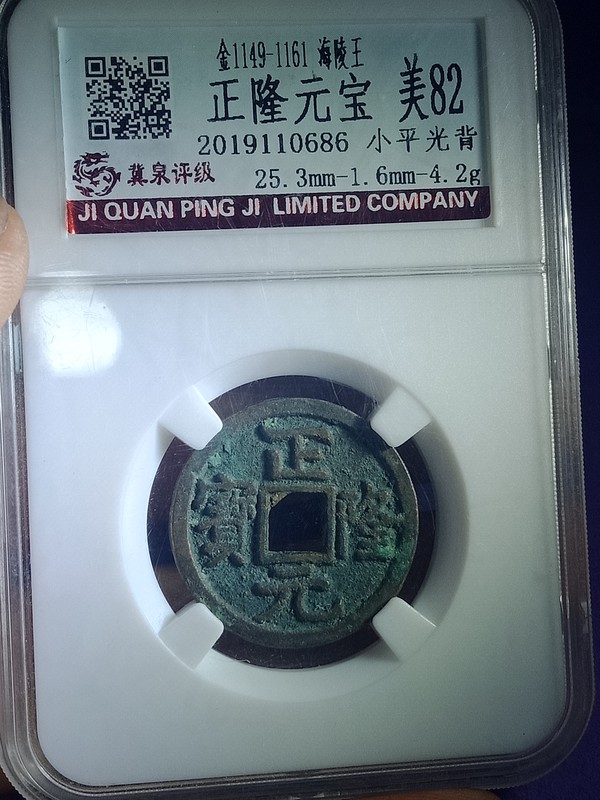 金1149-1161 海陵王
正隆元宝 美82
2019110686 小平光背
冀泉评级 25.3mm-1.6mm-4.2g
JI QUAN PING JI LIMITED COMPANY
正
隆
元
寶